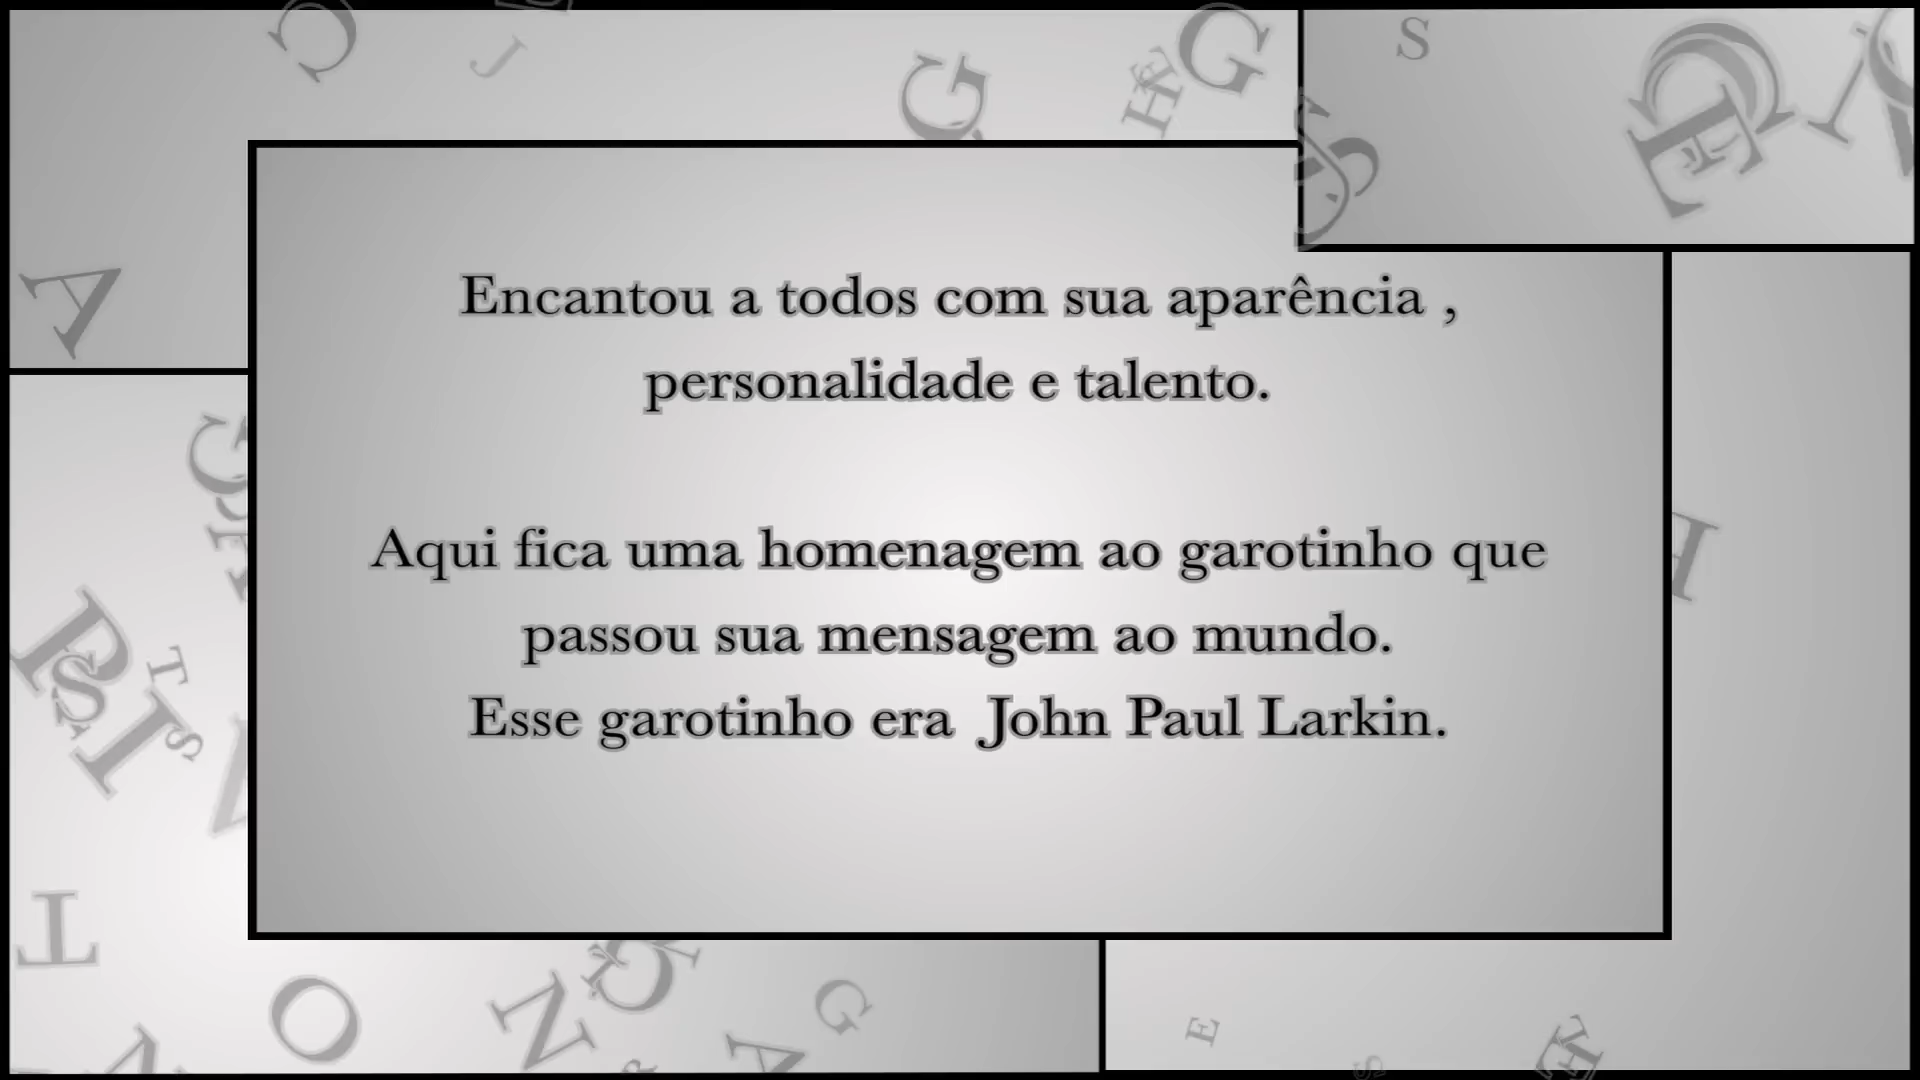 Encantou a todos com sua aparência ,
personalidade e talento.
Aqui fica uma homenagem ao garotinho que
passou sua mensagem ao mundo.
Esse garotinho era John Paul Larkin.